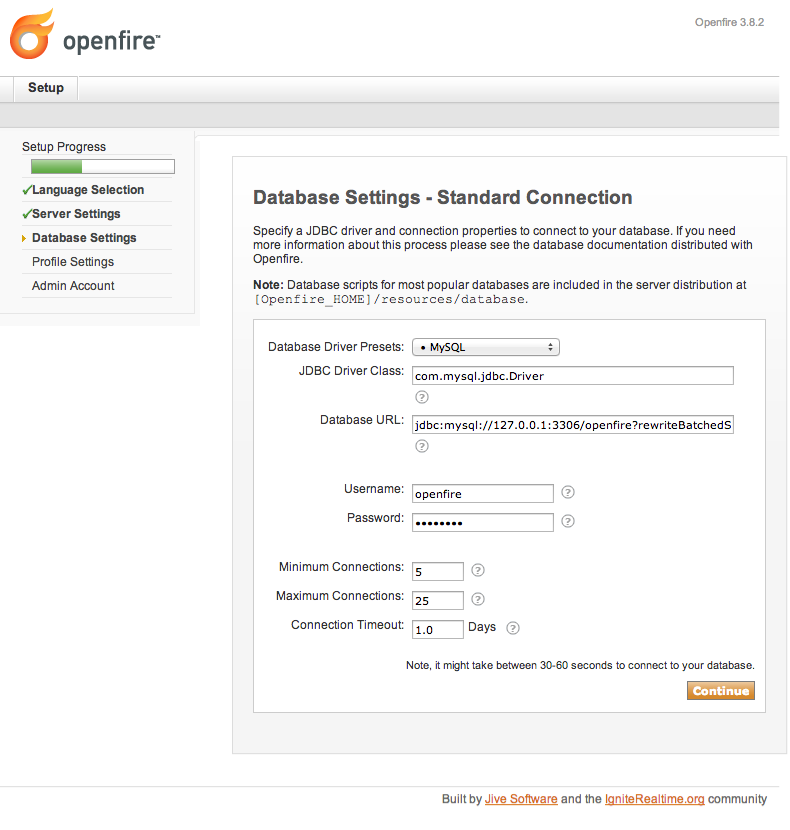 openfire™
Openfire 3.8.2
Setup
Setup Progress
Language Selection
Server Settings
Database Settings
Profile Settings
Admin Account
Database Settings - Standard Connection
Specify a JDBC driver and connection properties to connect to your database. If you need
more information about this process please see the database documentation distributed with
Openfire.
Note: Database scripts for most popular databases are included in the server distribution at
[Openfire_HOME]/resources/database.
Database Driver Presets: • MySQL
JDBC Driver Class: com.mysql.jdbc.Driver
?
Database URL: jdbc:mysql://127.0.0.1:3306/openfire?rewriteBatchedS
?
Username: openfire ?
Password: •••••••• ?
Minimum Connections: 5 ?
Maximum Connections: 25 ?
Connection Timeout: 1.0 Days ?
Note, it might take between 30-60 seconds to connect to your database.
Continue
Built by Jive Software and the IgniteRealtime.org community